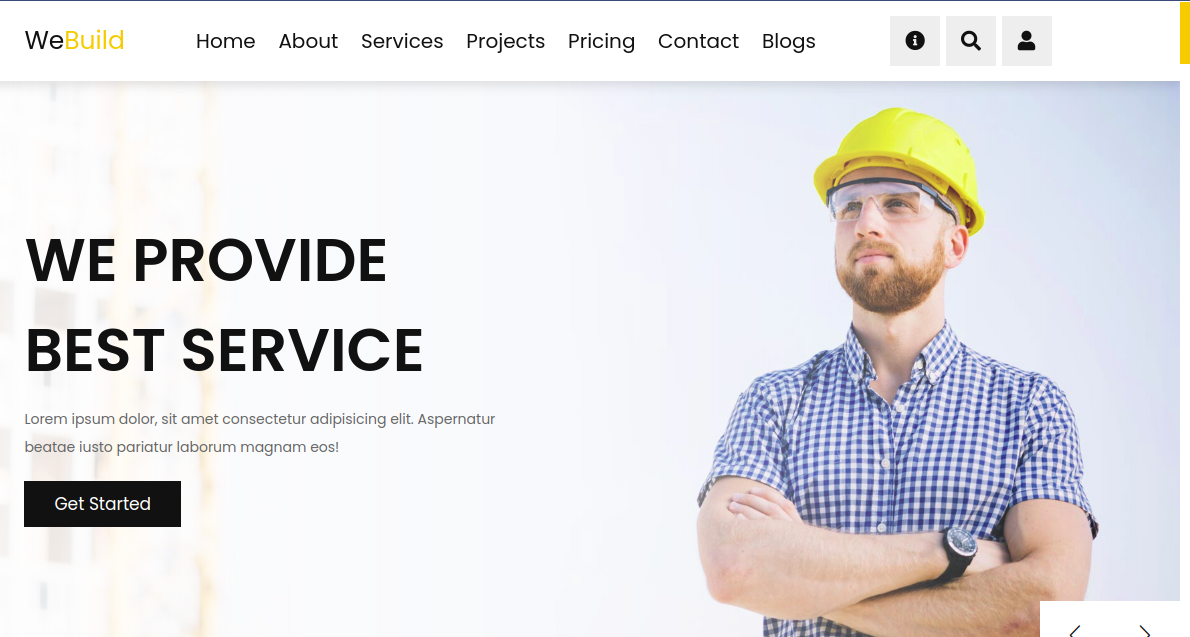 WeBuild
Home About Services Projects Pricing Contact Blogs
WE PROVIDE
BEST SERVICE
Lorem ipsum dolor, sit amet consectetur adipisicing elit. Aspernatur
beatae iusto pariatur laborum magnam eos!
Get Started